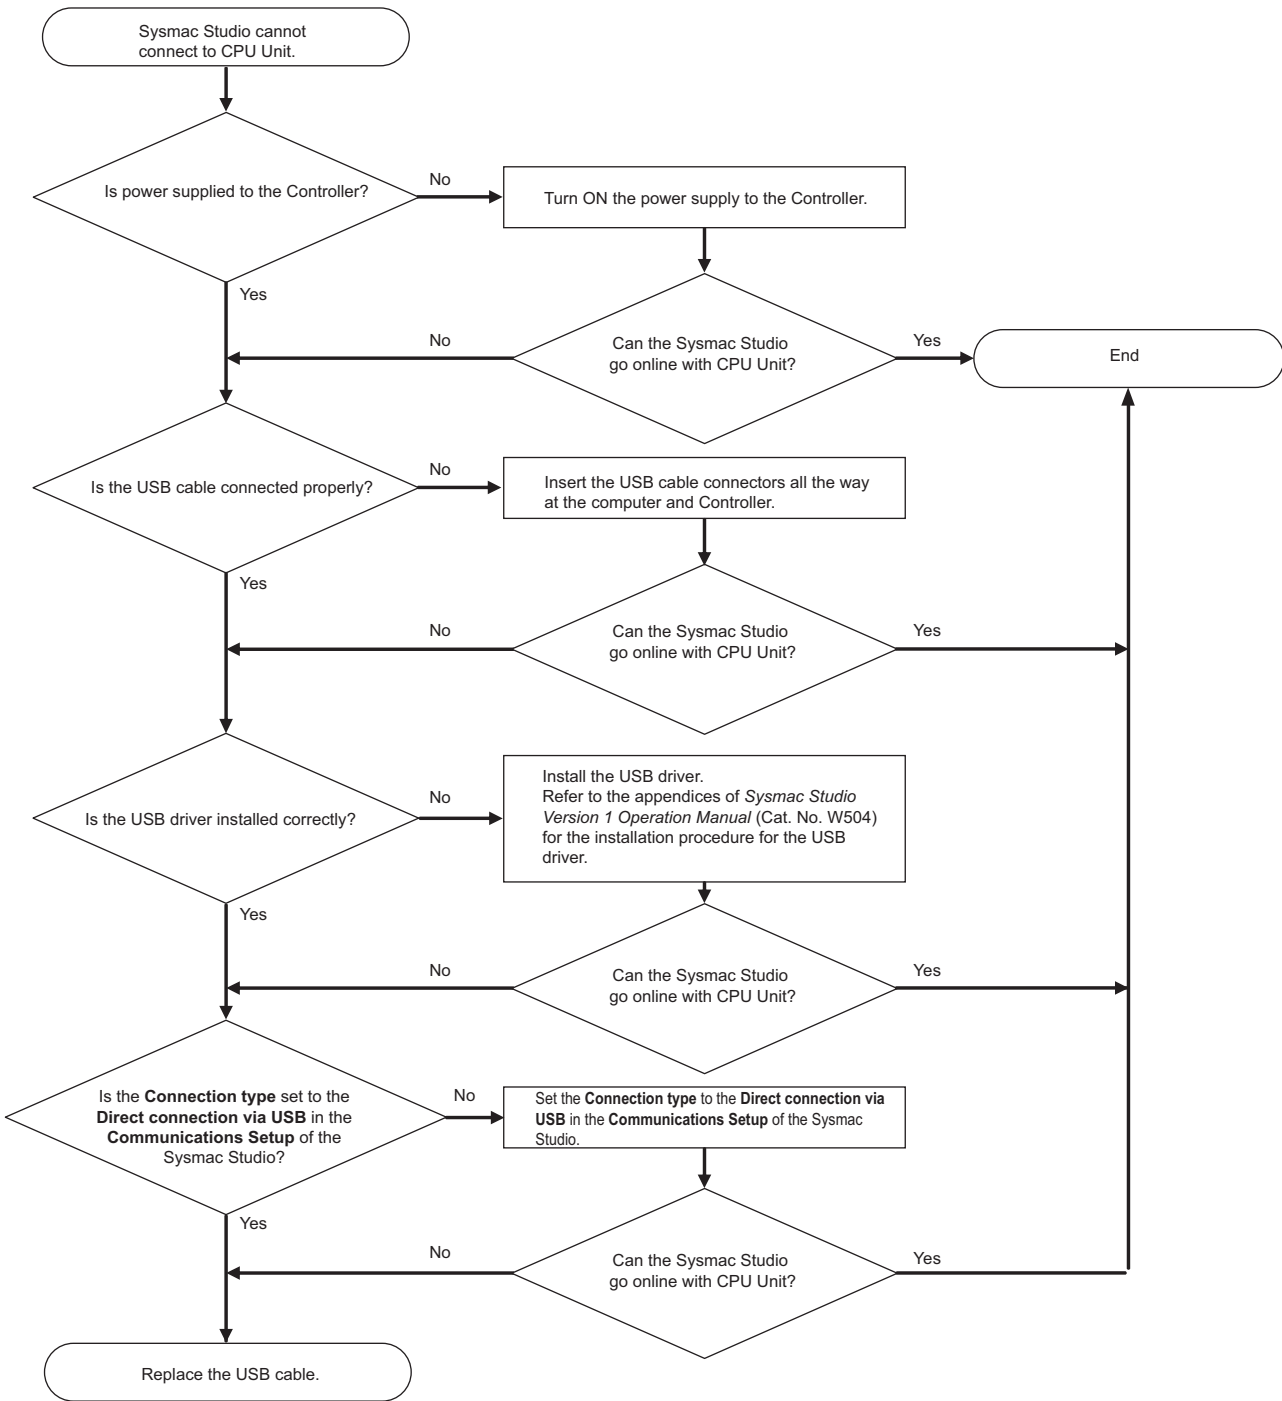 Sysmac Studio cannot
connect to CPU Unit.
Is power supplied to the Controller?
No
Turn ON the power supply to the Controller.
Yes
No
Can the Sysmac Studio
go online with CPU Unit?
Yes
End
Is the USB cable connected properly?
No
Insert the USB cable connectors all the way
at the computer and Controller.
Yes
No
Can the Sysmac Studio
go online with CPU Unit?
Yes
Is the USB driver installed correctly?
No
Install the USB driver.
Refer to the appendices of Sysmac Studio
Version 1 Operation Manual (Cat. No. W504)
for the installation procedure for the USB
driver.
Yes
No
Can the Sysmac Studio
go online with CPU Unit?
Yes
Is the Connection type set to the
Direct connection via USB in the
Communications Setup of the
Sysmac Studio?
No
Set the Connection type to the Direct connection via
USB in the Communications Setup of the Sysmac
Studio.
Yes
No
Can the Sysmac Studio
go online with CPU Unit?
Yes
Replace the USB cable.